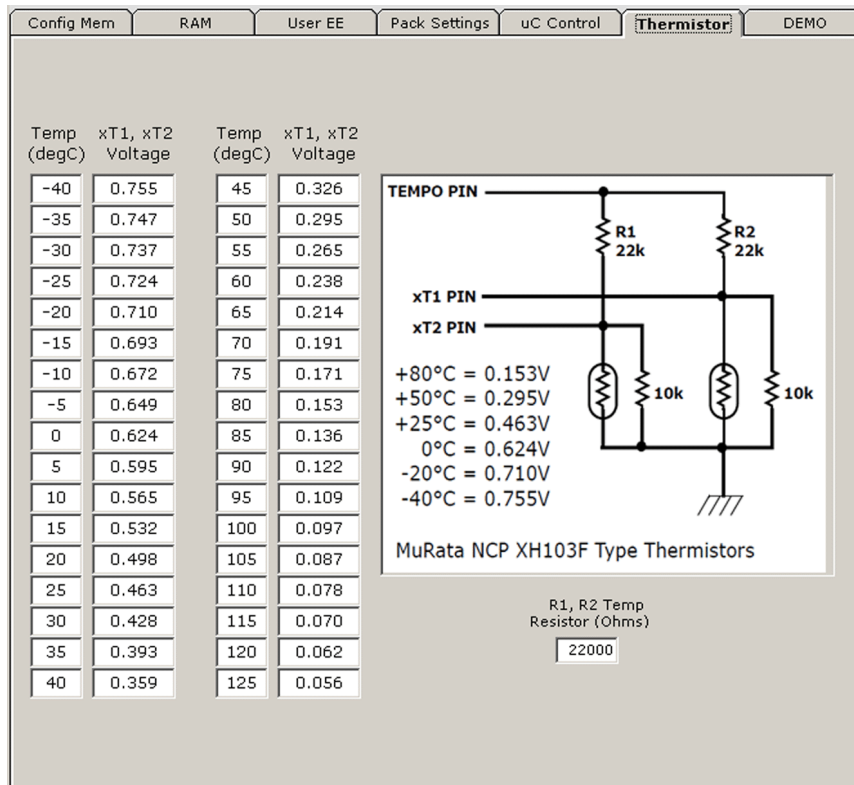 Config Mem RAM User EE Pack Settings uC Control Thermistor DEMO
Temp xT1, xT2 Temp xT1, xT2
(degC) Voltage (degC) Voltage
-40 0.755 45 0.326
-35 0.747 50 0.295
-30 0.737 55 0.265
-25 0.724 60 0.238
-20 0.710 65 0.214
-15 0.693 70 0.191
-10 0.672 75 0.171
-5 0.649 80 0.153
0 0.624 85 0.136
5 0.595 90 0.122
10 0.565 95 0.109
15 0.532 100 0.097
20 0.498 105 0.087
25 0.463 110 0.078
30 0.428 115 0.070
35 0.393 120 0.062
40 0.359 125 0.056
TEMPO PIN
R1 R2
22k 22k
xT1 PIN
xT2 PIN
10k 10k
+80°C = 0.153V
+50°C = 0.295V
+25°C = 0.463V
0°C = 0.624V
-20°C = 0.710V
-40°C = 0.755V
MuRata NCP XH103F Type Thermistors
R1, R2 Temp
Resistor (Ohms)
22000